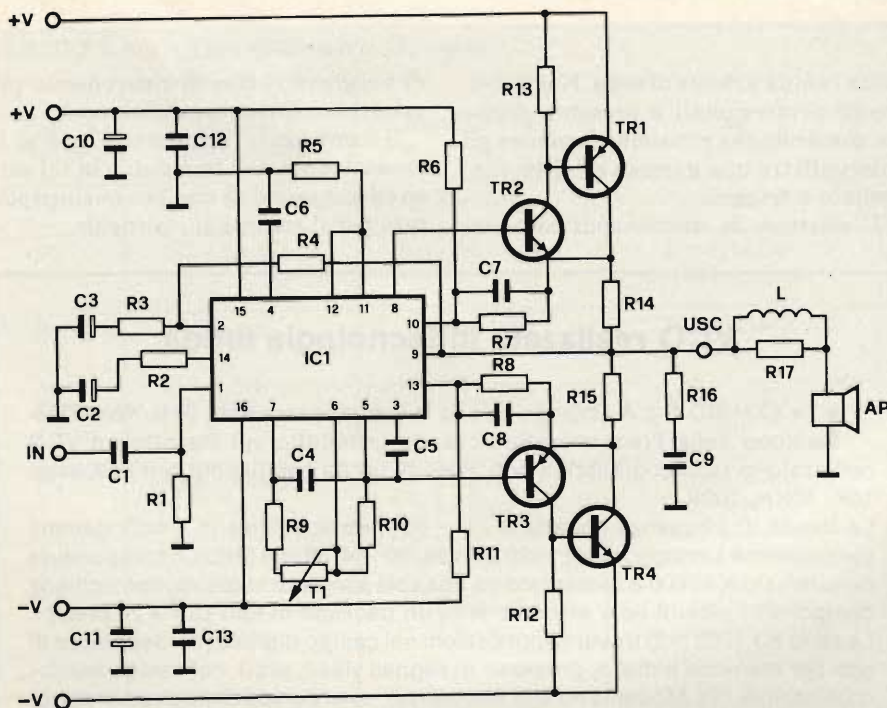 +V
R13
TR1
+V
C10
C12
R5
R6
TR2
C6
R4
C7
R14
L
C3
R3
15 4 12 11 8
2
10
R7
USC
R17
14
IC1
9
R2
R8
1
13
R15
R16
AP
16 7 6 5 3
C2
C5
C8
IN
C1
C4
C9
R1
TR3
R9
R10
R11
TR4
T1
R12
-V
C11
C13
-V